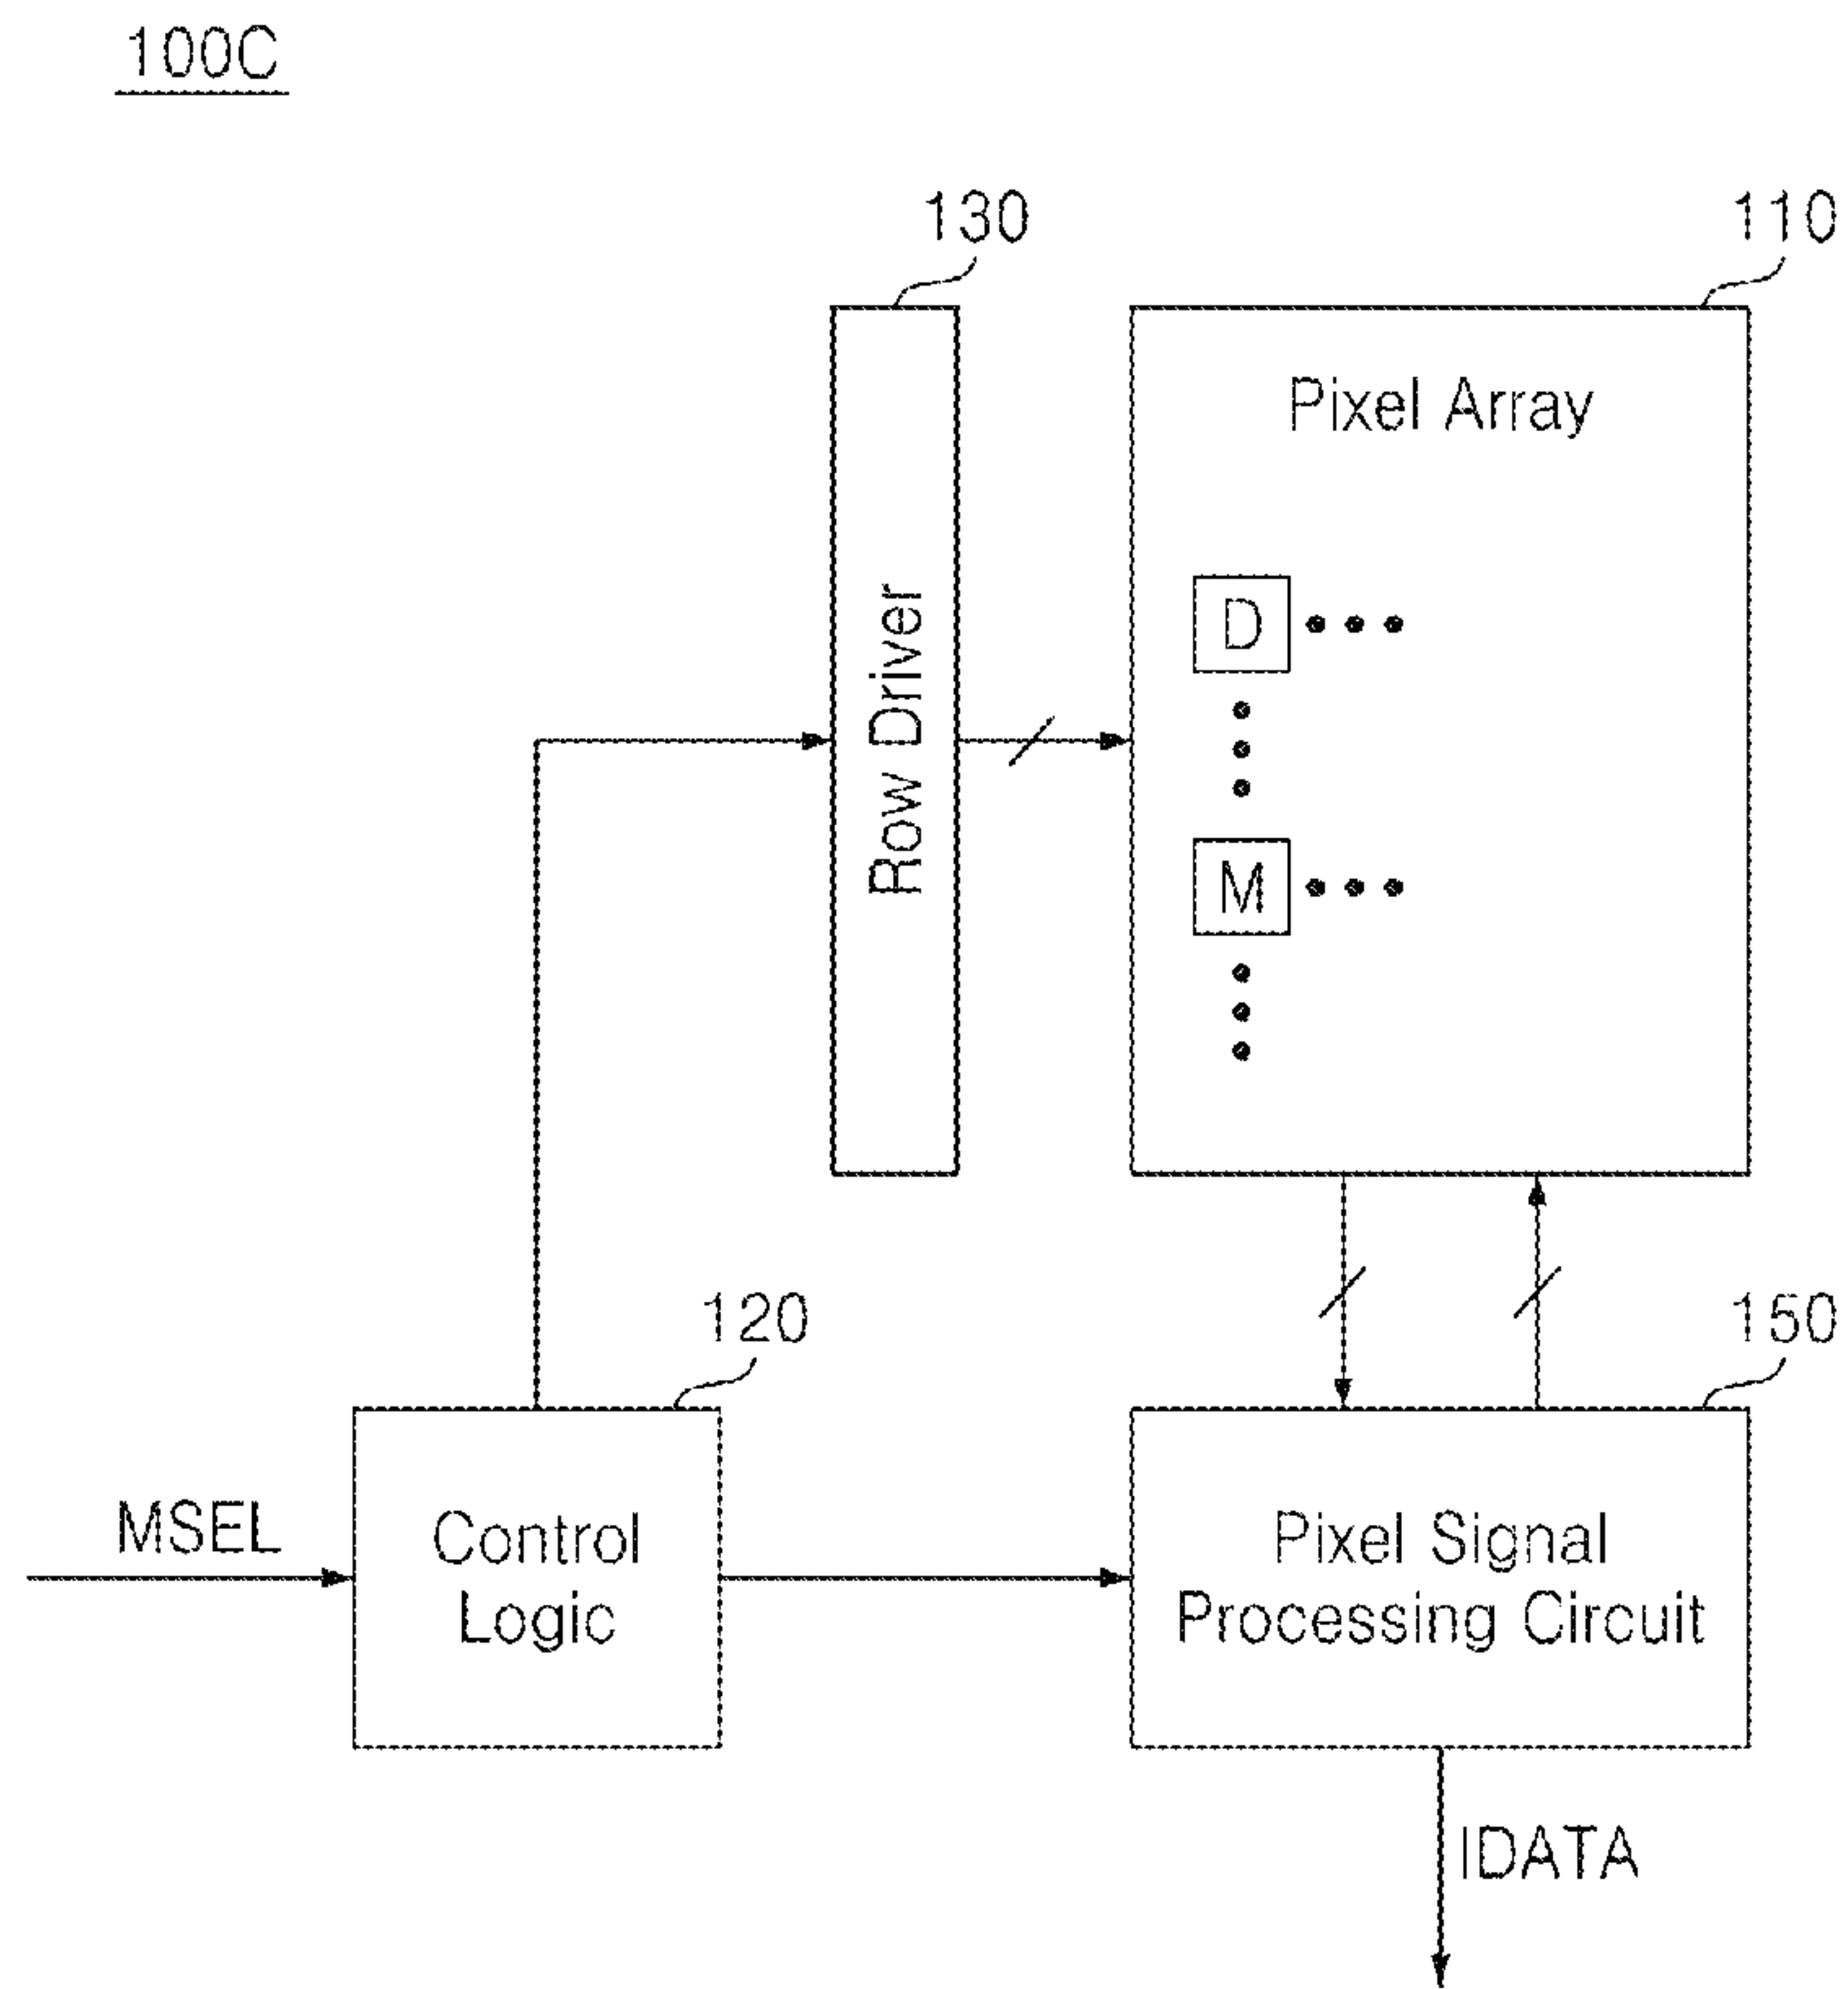 100C
130
110
Pixel Array
D
Row Driver
M
120
150
MSEL
Control
Logic
Pixel Signal
Processing Circuit
IDATA